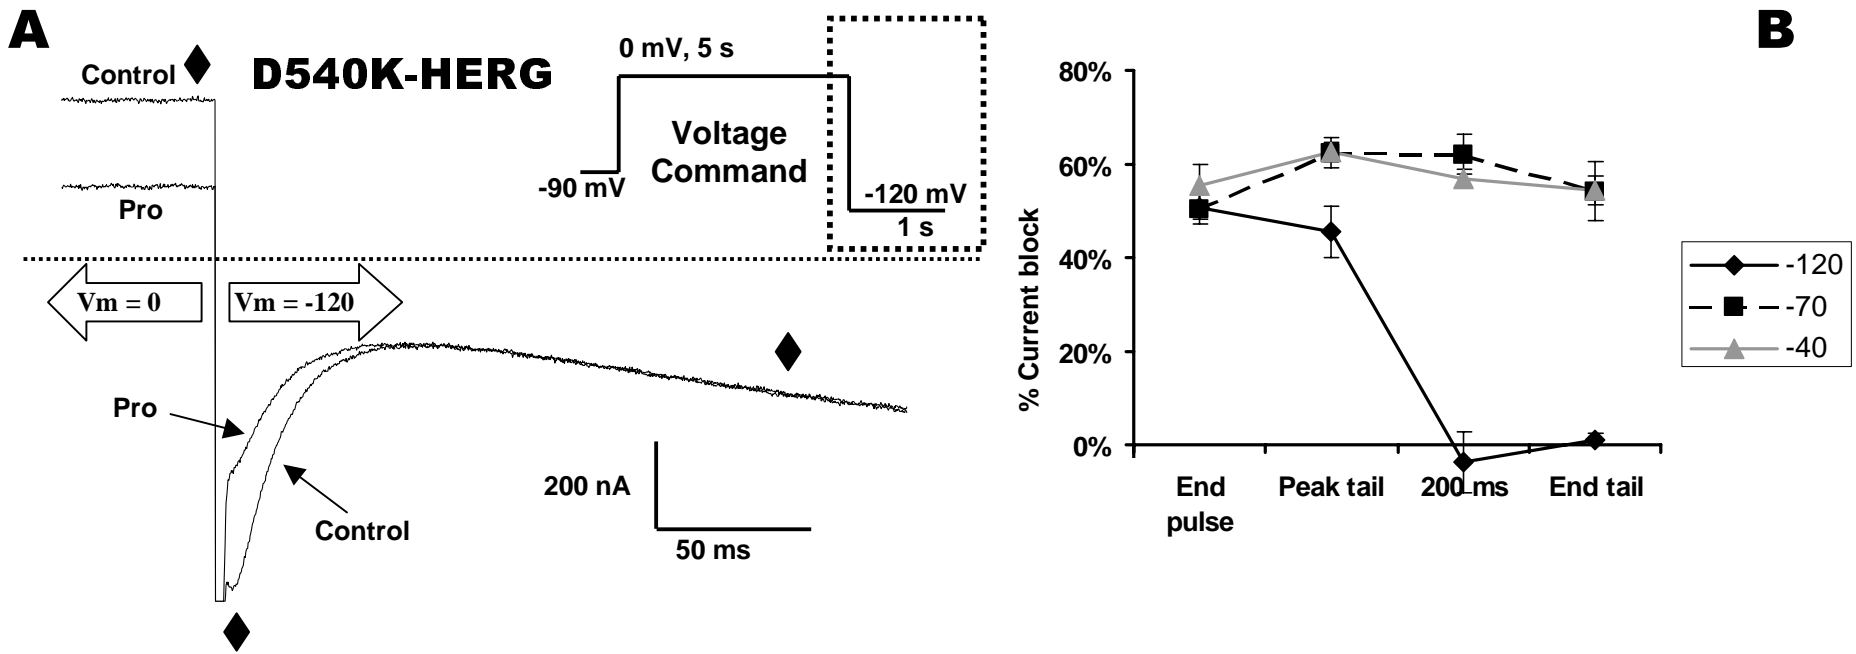 A
B
Control
D540K-HERG
0 mV, 5 s
Voltage
Command
-90 mV
-120 mV
1 s
Pro
Vm = 0
Vm = -120
Pro
Control
200 nA
50 ms
80%
60%
40%
20%
0%
% Current block
End
pulse
Peak tail
200 ms
End tail
-120
-70
-40